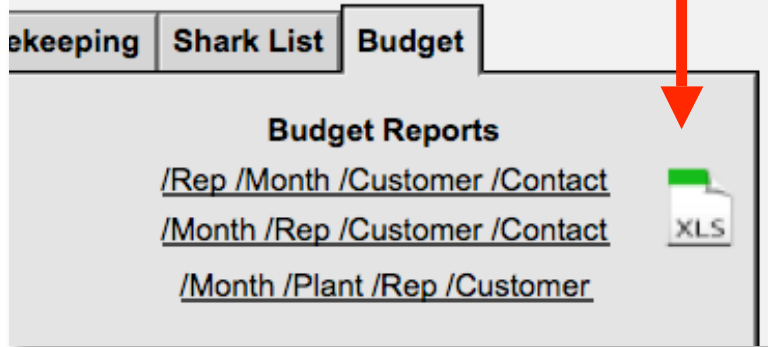 ekeeping Shark List Budget
Budget Reports
/Rep /Month /Customer /Contact
/Month /Rep /Customer /Contact
XLS
/Month /Plant /Rep /Customer